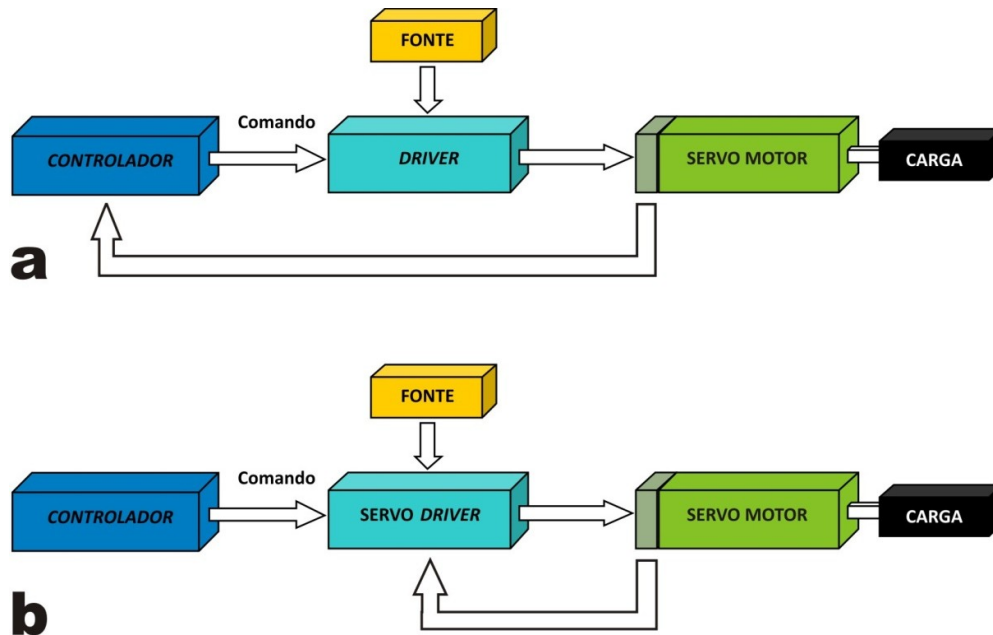 FONTE
Comando
CONTROLADOR
DRIVER
SERVO MOTOR
CARGA
a
FONTE
Comando
CONTROLADOR
SERVO DRIVER
SERVO MOTOR
CARGA
b